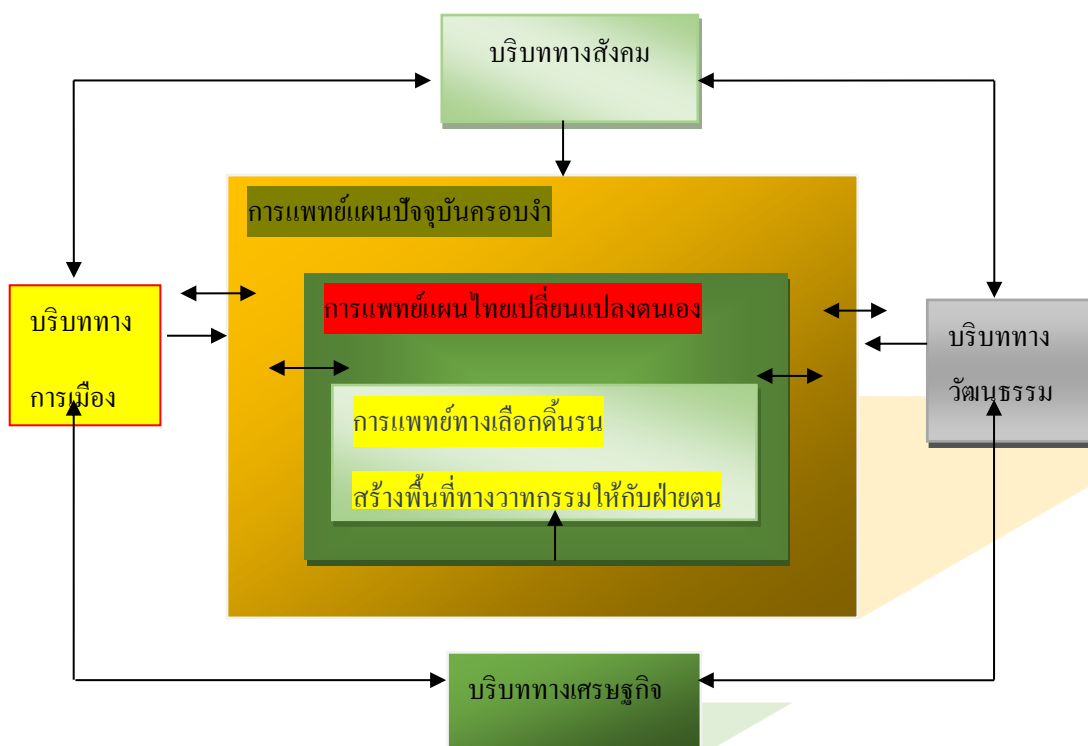 บริบททางสังคม
การแพทย์แผนปัจจุบันครอบงำ
การแพทย์แผนไทยเปลี่ยนแปลงตนเอง
บริบททาง
การเมือง
บริบททาง
วัฒนธรรม
การแพทย์ทางเลือกดิ้นรน
สร้างพื้นที่ทางวาทกรรมให้กับฝ่ายตน
บริบททางเศรษฐกิจ